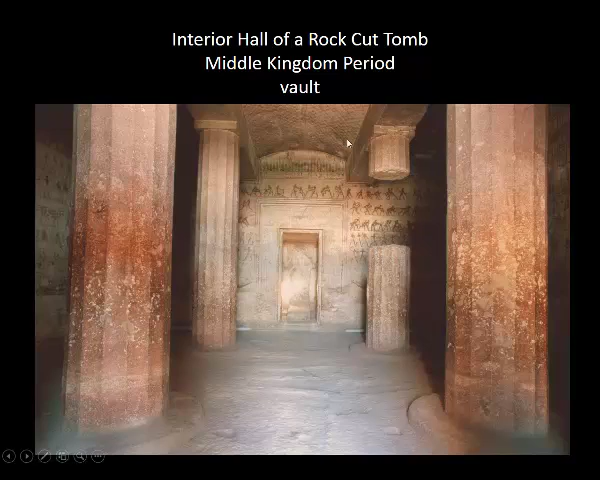 Interior Hall of a Rock Cut Tomb
Middle Kingdom Period
vault